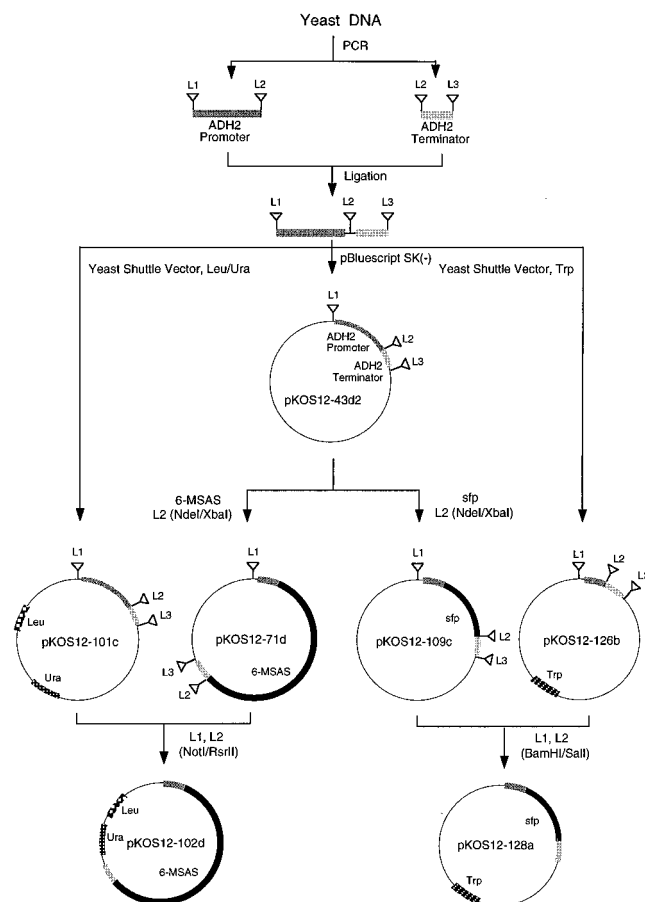 Yeast DNA
PCR
L1
L2
L2
L3
ADH2
Promoter
ADH2
Terminator
Ligation
L1
L2
L3
Yeast Shuttle Vector, Leu/Ura
pBluescript SK(-)
Yeast Shuttle Vector, Trp
L1
ADH2
Promoter
L2
ADH2
Terminator
L3
pKOS12-43d2
6-MSAS
L2 (NdeI/XbaI)
sfp
L2 (NdeI/XbaI)
L1
L2
L3
Leu
pKOS12-101c
Ura
L1
pKOS12-71d
L3
6-MSAS
L2
L1
sfp
pKOS12-109c
L2
L3
L1
L2
L3
pKOS12-126b
Trp
L1, L2
(NotI/RsrII)
L1, L2
(BamHI/SalI)
Leu
Ura
pKOS12-102d
6-MSAS
sfp
pKOS12-128a
Trp